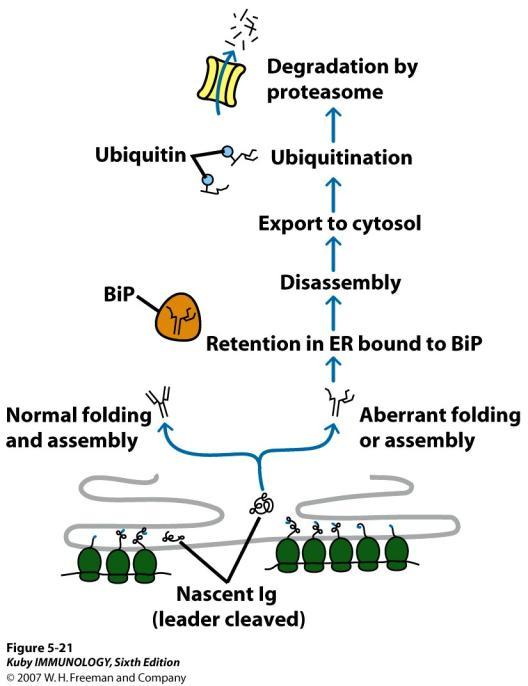 Degradation by
proteasome
Ubiquitin
Ubiquitination
Export to cytosol
Disassembly
BiP
Retention in ER bound to BiP
Normal folding
and assembly
Aberrant folding
or assembly
Nascent Ig
(leader cleaved)
Figure 5-21
Kuby IMMUNOLOGY, Sixth Edition
© 2007 W. H. Freeman and Company